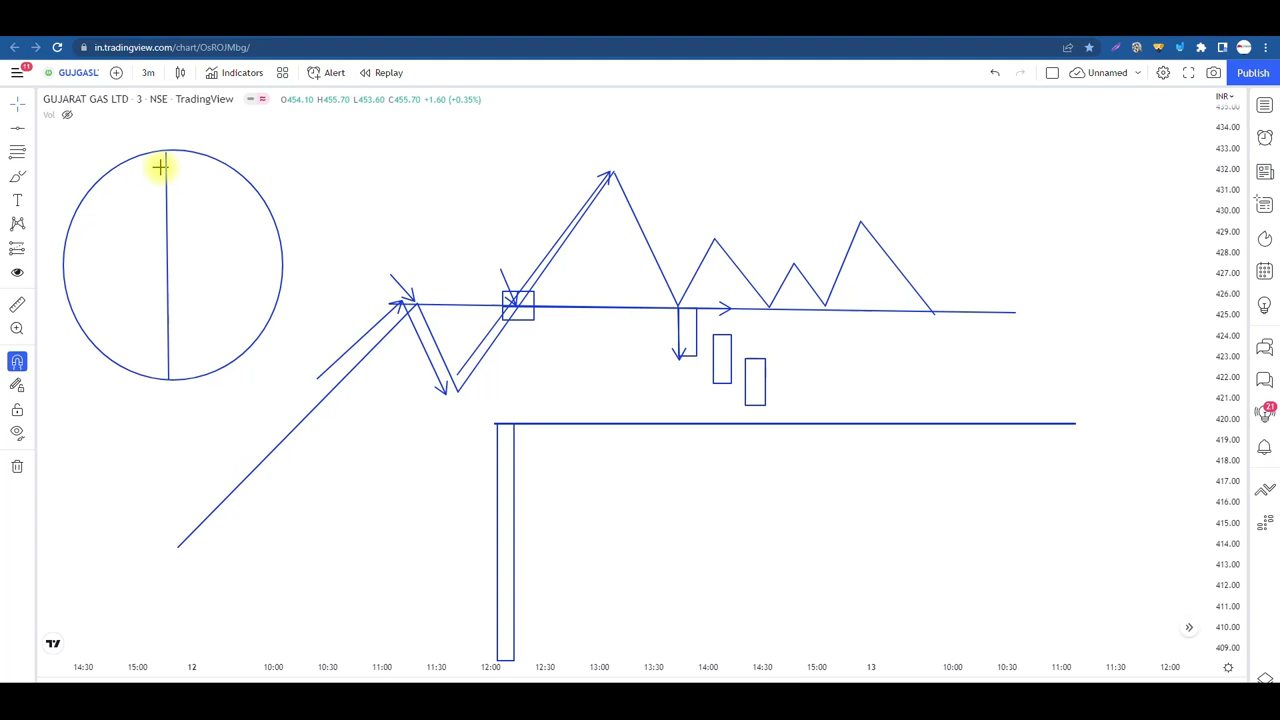 in.tradingview.com/chart/OsROJMbg/
11
GUJGASL
3m
Indicators
Alert
Replay
Unnamed
Publish
GUJARAT GAS LTD · 3 · NSE · TradingView
O454.10 H455.70 L453.60 C455.70 +1.60 (+0.35%)
Vol
INR
435.00
434.00
433.00
432.00
431.00
430.00
429.00
428.00
427.00
426.00
425.00
424.00
423.00
422.00
421.00
420.00
419.00
418.00
417.00
416.00
415.00
414.00
413.00
412.00
411.00
410.00
409.00
21
14:30 15:00 12 10:00 10:30 11:00 11:30 12:00 12:30 13:00 13:30 14:00 14:30 15:00 13 10:00 10:30 11:00 11:30 12:00